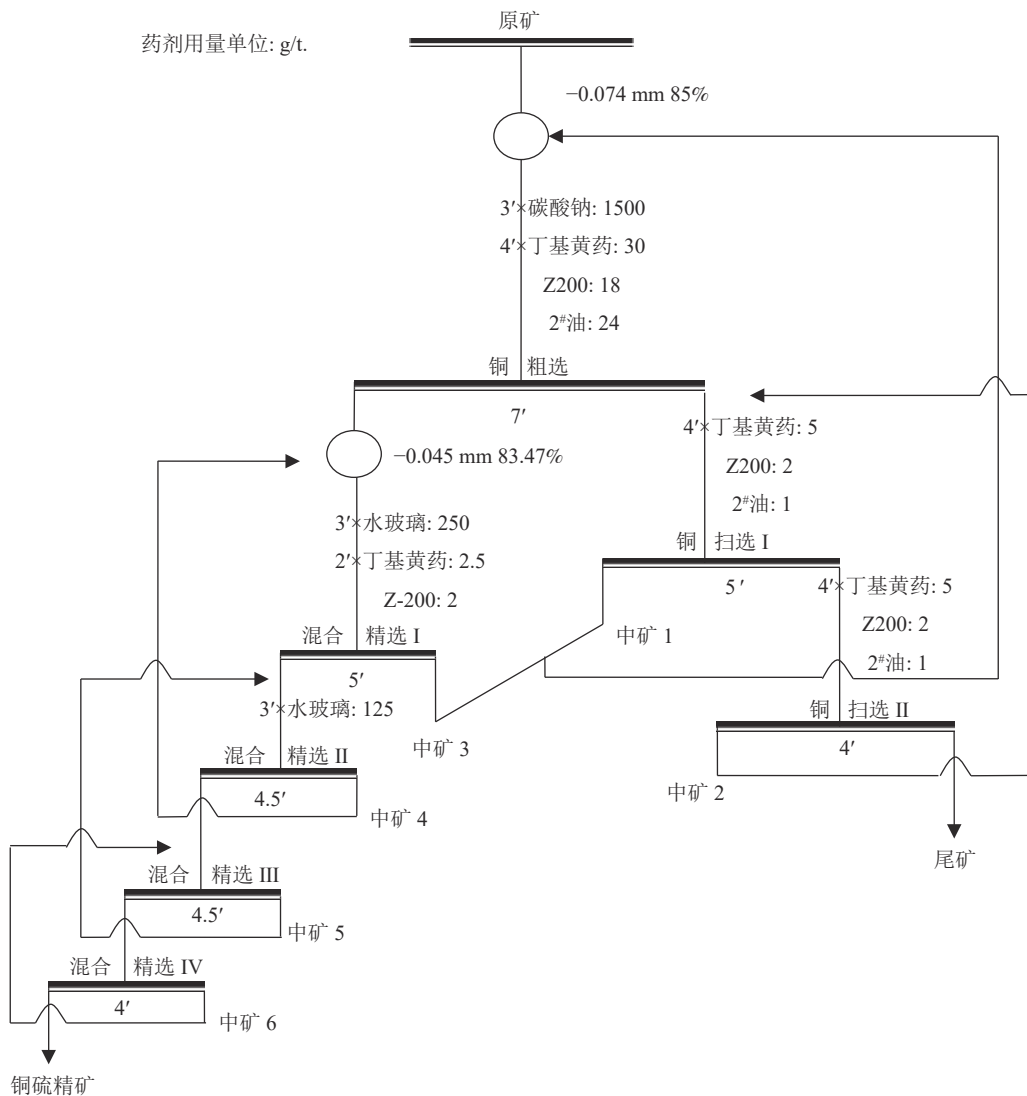 原矿
药剂用量单位: g/t.
−0.074 mm 85%
3′×碳酸钠: 1500
4′×丁基黄药: 30
Z200: 18
2#油: 24
铜 粗选
7′
4′×丁基黄药: 5
−0.045 mm 83.47%
Z200: 2
2#油: 1
3′×水玻璃: 250
铜 扫选 I
2′×丁基黄药: 2.5
5′
4′×丁基黄药: 5
Z-200: 2
Z200: 2
混合 精选 I
中矿 1
2#油: 1
5′
3′×水玻璃: 125
铜 扫选 II
中矿 3
4′
混合 精选 II
中矿 2
4.5′
中矿 4
尾矿
混合 精选 III
4.5′
中矿 5
混合 精选 IV
4′
中矿 6
铜硫精矿